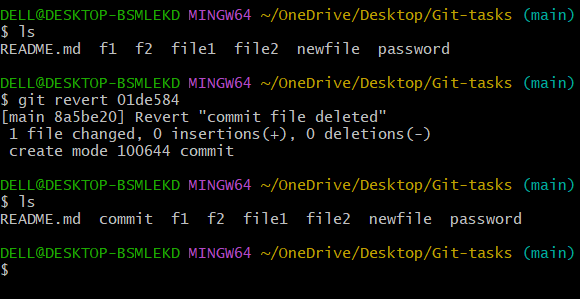 DELL@DESKTOP-BSMLEKD MINGW64 ~/OneDrive/Desktop/Git-tasks (main)
$ ls
README.md  f1  f2  file1  file2  newfile  password
DELL@DESKTOP-BSMLEKD MINGW64 ~/OneDrive/Desktop/Git-tasks (main)
$ git revert 01de584
[main 8a5be20] Revert "commit file deleted"
 1 file changed, 0 insertions(+), 0 deletions(-)
 create mode 100644 commit
DELL@DESKTOP-BSMLEKD MINGW64 ~/OneDrive/Desktop/Git-tasks (main)
$ ls
README.md  commit  f1  f2  file1  file2  newfile  password
DELL@DESKTOP-BSMLEKD MINGW64 ~/OneDrive/Desktop/Git-tasks (main)
$